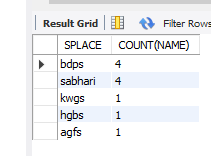 Result Grid Filter Rows
SPLACE COUNT(NAME)
bdps 4
sabhari 4
kwgs 1
hgbs 1
agfs 1